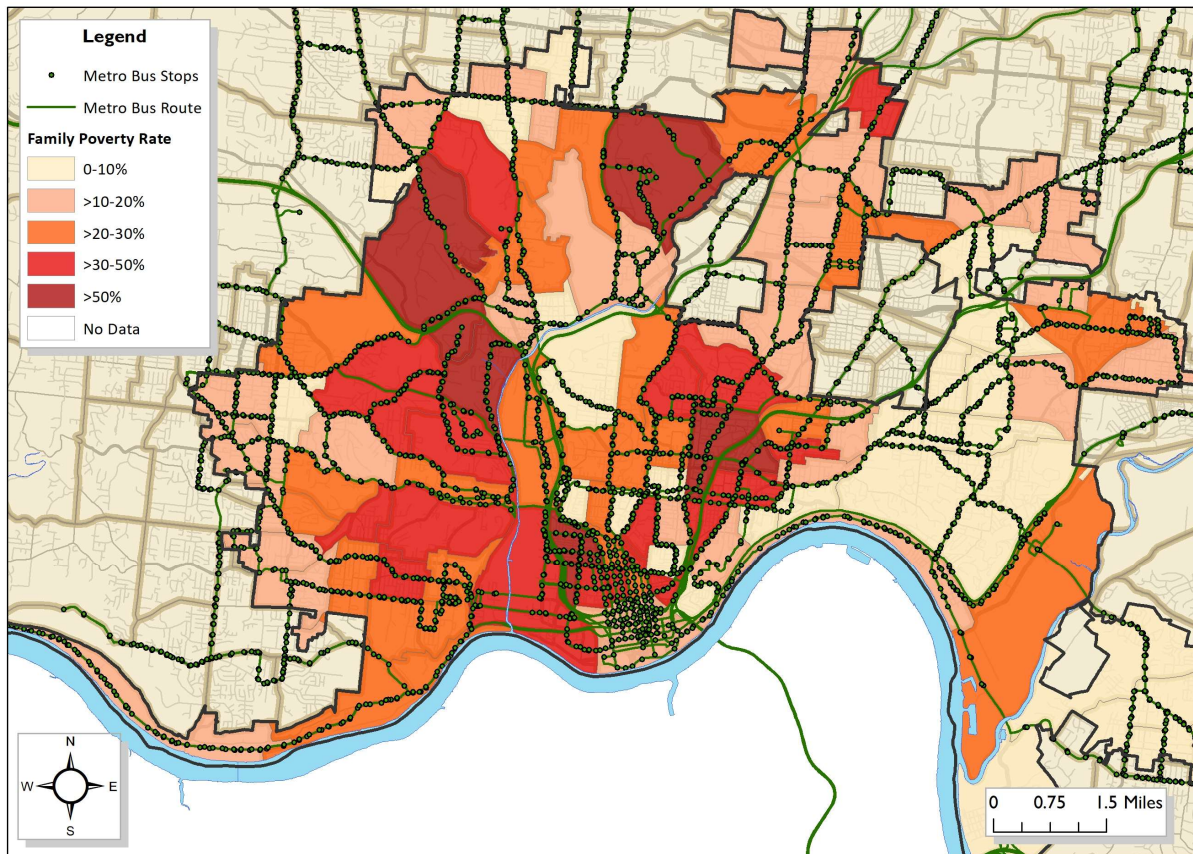 Legend
Metro Bus Stops
Metro Bus Route
Family Poverty Rate
0-10%
>10-20%
>20-30%
>30-50%
>50%
No Data
N
W E
S
0 0.75 1.5 Miles